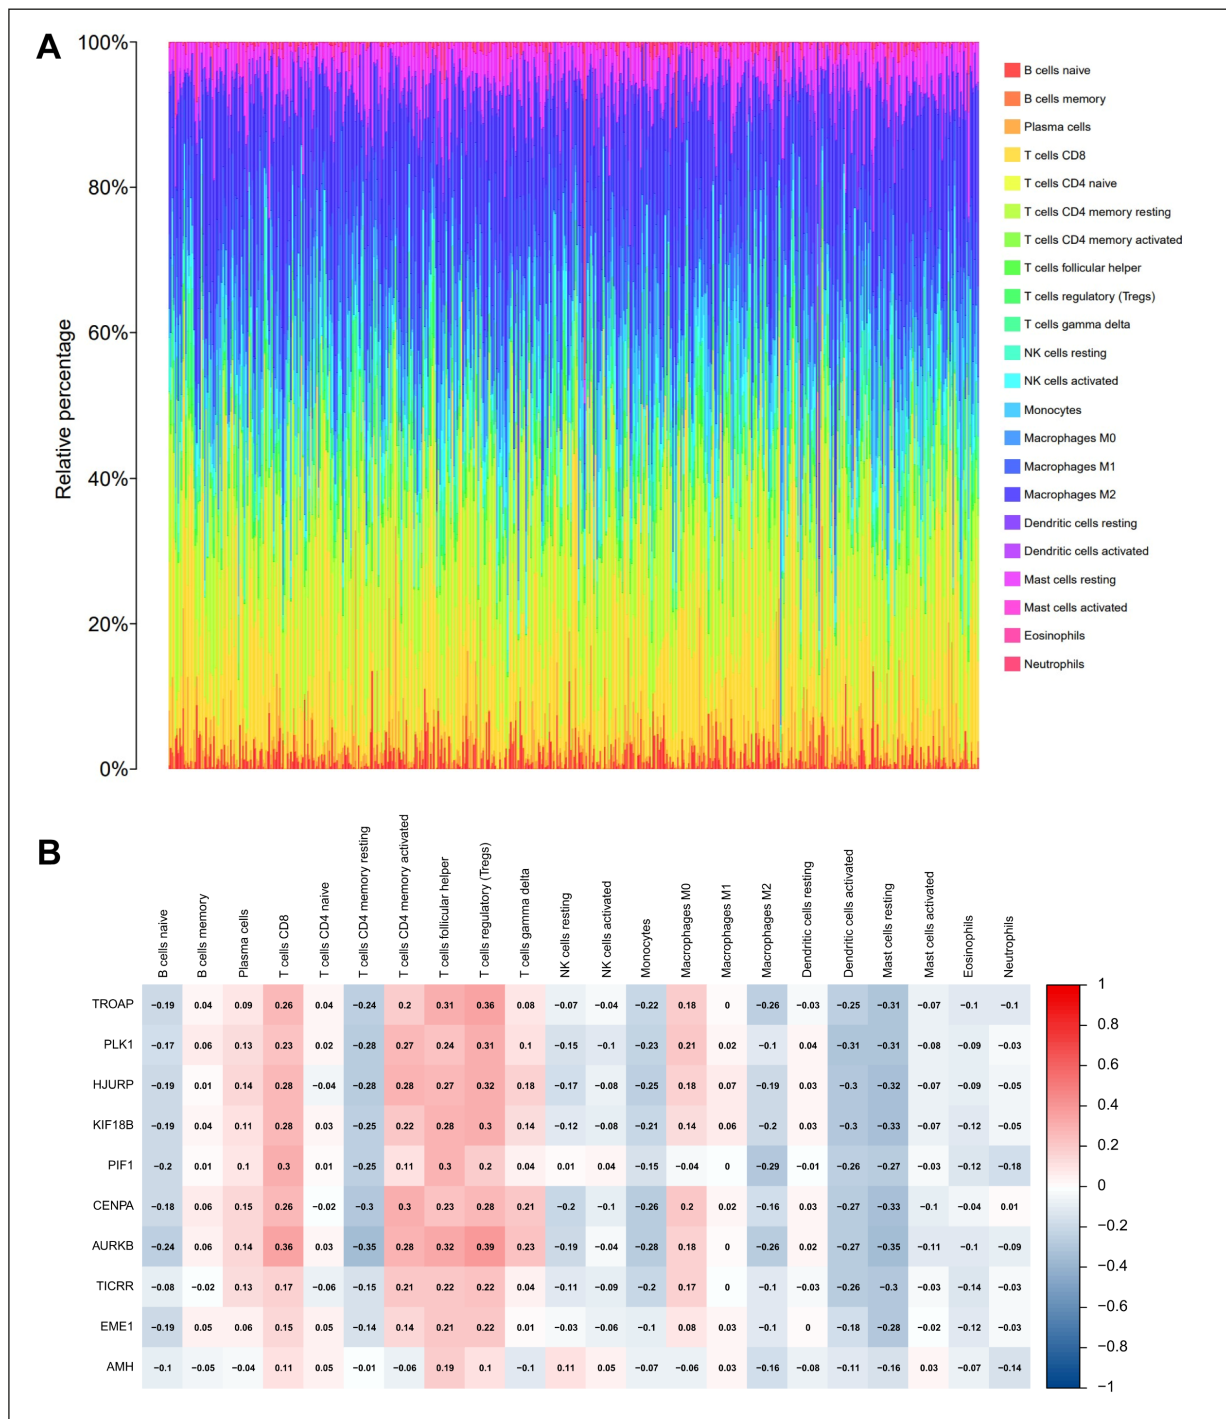 A
100%
80%
60%
40%
20%
0%
Relative percentage
B cells naive
B cells memory
Plasma cells
T cells CD8
T cells CD4 naive
T cells CD4 memory resting
T cells CD4 memory activated
T cells follicular helper
T cells regulatory (Tregs)
T cells gamma delta
NK cells resting
NK cells activated
Monocytes
Macrophages M0
Macrophages M1
Macrophages M2
Dendritic cells resting
Dendritic cells activated
Mast cells resting
Mast cells activated
Eosinophils
Neutrophils
B
B cells naive
B cells memory
Plasma cells
T cells CD8
T cells CD4 naive
T cells CD4 memory resting
T cells CD4 memory activated
T cells follicular helper
T cells regulatory (Tregs)
T cells gamma delta
NK cells resting
NK cells activated
Monocytes
Macrophages M0
Macrophages M1
Macrophages M2
Dendritic cells resting
Dendritic cells activated
Mast cells resting
Mast cells activated
Eosinophils
Neutrophils
TROAP −0.19 0.04 0.09 0.26 0.04 −0.24 0.2 0.31 0.36 0.08 −0.07 −0.04 −0.22 0.18 0 −0.26 −0.03 −0.25 −0.31 −0.07 −0.1 −0.1
PLK1 −0.17 0.06 0.13 0.23 0.02 −0.28 0.27 0.24 0.31 0.1 −0.15 −0.1 −0.23 0.21 0.02 −0.1 0.04 −0.31 −0.31 −0.08 −0.09 −0.03
HJURP −0.19 0.01 0.14 0.28 −0.04 −0.28 0.28 0.27 0.32 0.18 −0.17 −0.08 −0.25 0.18 0.07 −0.19 0.03 −0.3 −0.32 −0.07 −0.09 −0.05
KIF18B −0.19 0.04 0.11 0.28 0.03 −0.25 0.22 0.28 0.3 0.14 −0.12 −0.08 −0.21 0.14 0.06 −0.2 0.03 −0.3 −0.33 −0.07 −0.12 −0.05
PIF1 −0.2 0.01 0.1 0.3 0.01 −0.25 0.11 0.3 0.2 0.04 0.01 0.04 −0.15 −0.04 0 −0.29 −0.01 −0.26 −0.27 −0.03 −0.12 −0.18
CENPA −0.18 0.06 0.15 0.26 −0.02 −0.3 0.3 0.23 0.28 0.21 −0.2 −0.1 −0.26 0.2 0.02 −0.16 0.03 −0.27 −0.33 −0.1 −0.04 0.01
AURKB −0.24 0.06 0.14 0.36 0.03 −0.35 0.28 0.32 0.39 0.23 −0.19 −0.04 −0.28 0.18 0 −0.26 0.02 −0.27 −0.35 −0.11 −0.1 −0.09
TICRR −0.08 −0.02 0.13 0.17 −0.06 −0.15 0.21 0.22 0.22 0.04 −0.11 −0.09 −0.2 0.17 0 −0.1 −0.03 −0.26 −0.3 −0.03 −0.14 −0.03
EME1 −0.19 0.05 0.06 0.15 0.05 −0.14 0.14 0.21 0.22 0.01 −0.03 −0.06 −0.1 0.08 0.03 −0.1 0 −0.18 −0.28 −0.02 −0.12 −0.03
AMH −0.1 −0.05 −0.04 0.11 0.05 −0.01 −0.06 0.19 0.1 −0.1 0.11 0.05 −0.07 −0.06 0.03 −0.16 −0.08 −0.11 −0.16 0.03 −0.07 −0.14
1
0.8
0.6
0.4
0.2
0
−0.2
−0.4
−0.6
−0.8
−1